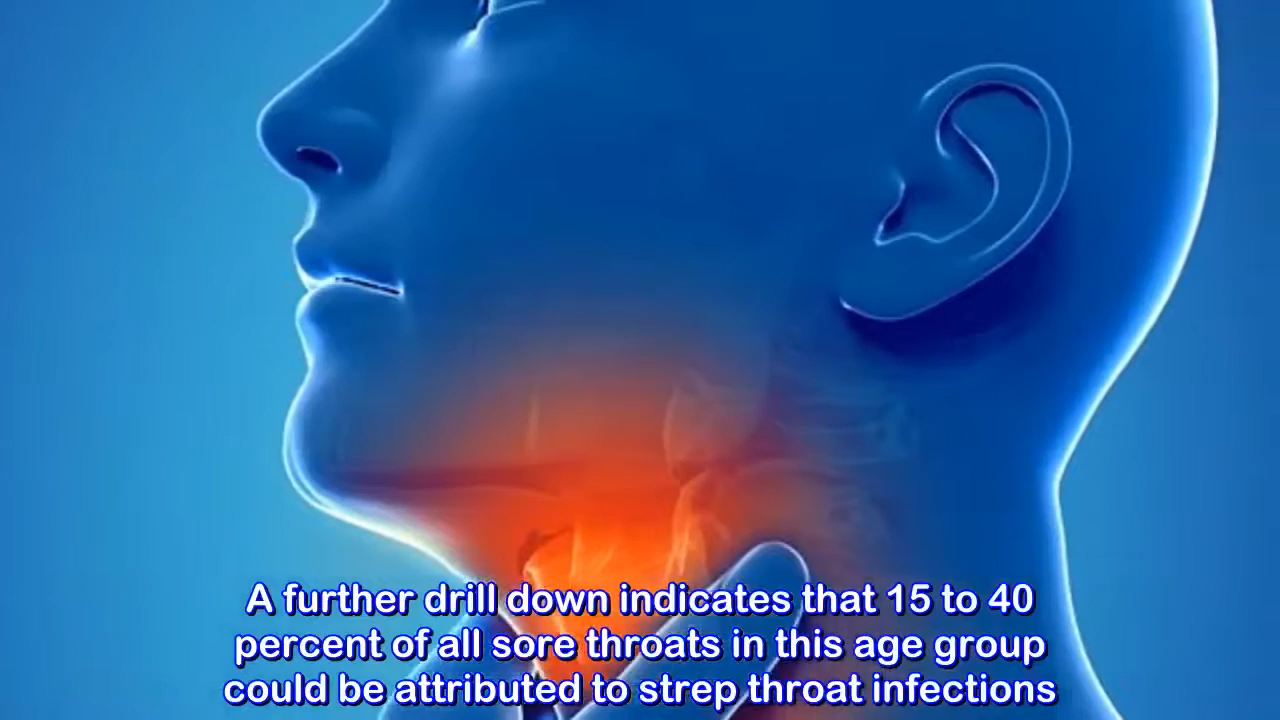 A further drill down indicates that 15 to 40
percent of all sore throats in this age group
could be attributed to strep throat infections